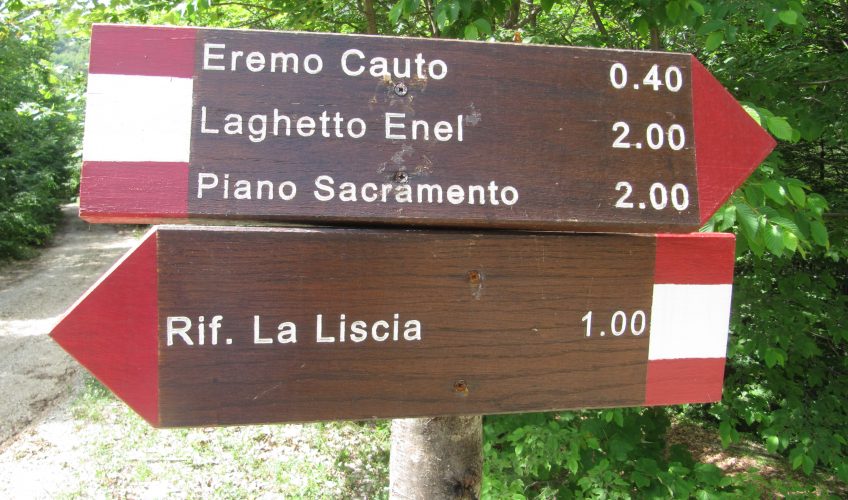 Eremo Cauto 0.40
Laghetto Enel 2.00
Piano Sacramento 2.00
Rif. La Liscia 1.00